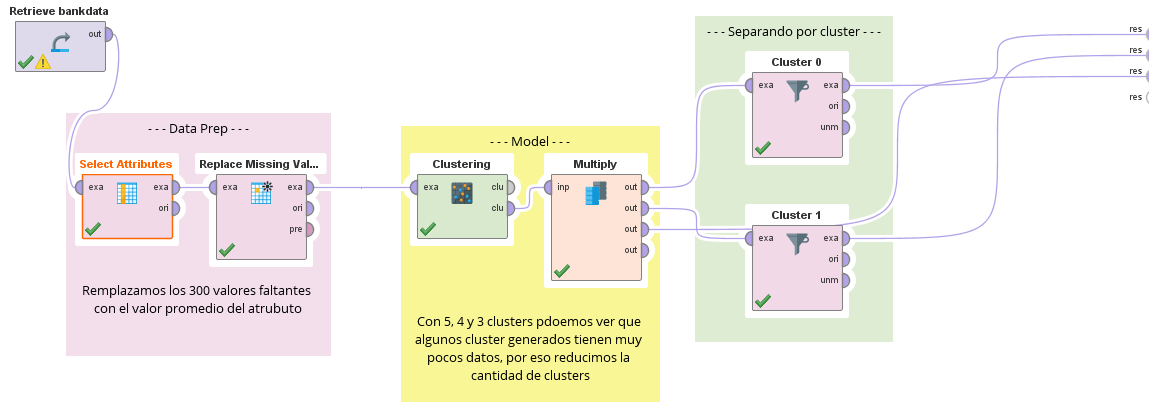 Retrieve bankdata
out
- - - Data Prep - - -
Select Attributes
exa
exa
ori
Replace Missing Val...
exa
exa
ori
pre
Remplazamos los 300 valores faltantes
con el valor promedio del atrubuto
- - - Model - - -
Clustering
exa
clu
clu
Multiply
inp
out
out
out
out
Con 5, 4 y 3 clusters pdoemos ver que
algunos cluster generados tienen muy
pocos datos, por eso reducimos la
cantidad de clusters
- - - Separando por cluster - - -
Cluster 0
exa
exa
ori
unm
Cluster 1
exa
exa
ori
unm
res
res
res
res